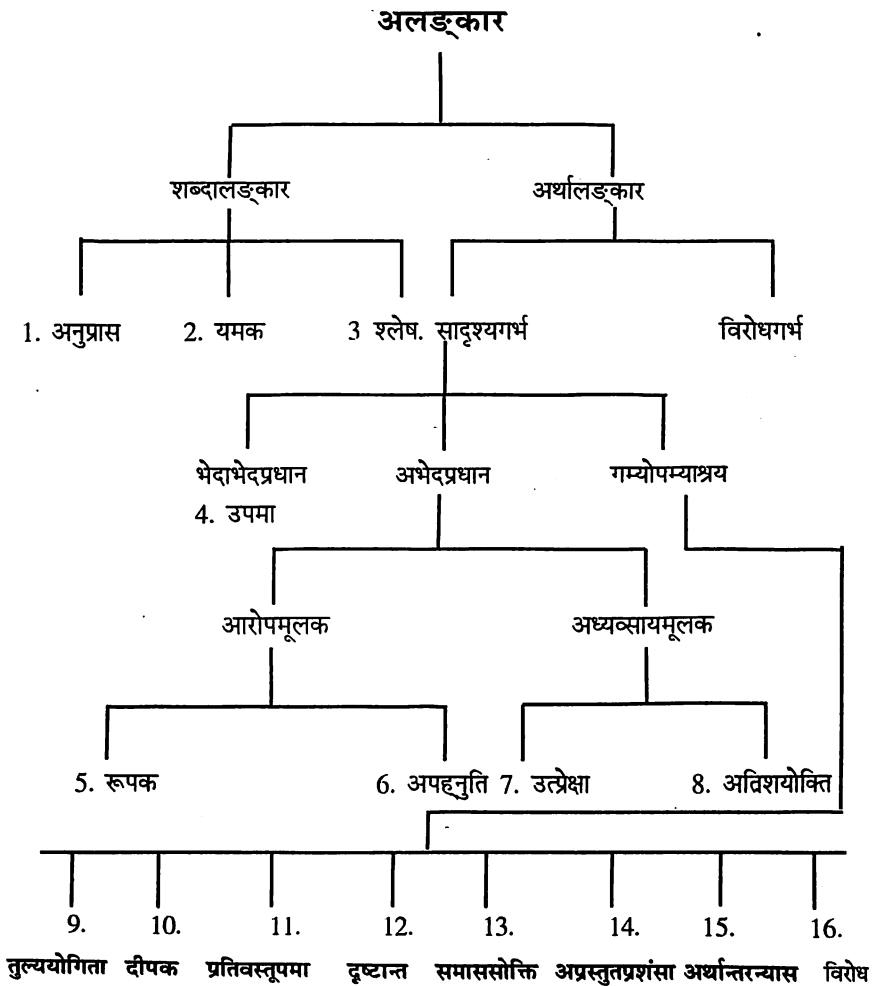 अलङ्कार
शब्दालङ्कार अर्थालङ्कार
1. अनुप्रास 2. यमक 3 श्लेष. सादृश्यगर्भ विरोधगर्भ
भेदाभेदप्रधान अभेदप्रधान गम्योपम्याश्रय
4. उपमा
आरोपमूलक अध्यव्सायमूलक
5. रूपक 6. अपह्नुति 7. उत्प्रेक्षा 8. अतिशयोक्ति
9. 10. 11. 12. 13. 14. 15. 16.
तुल्ययोगिता दीपक प्रतिवस्तूपमा दृष्टान्त समाससोक्ति अप्रस्तुतप्रशंसा अर्थान्तरन्यास विरोध